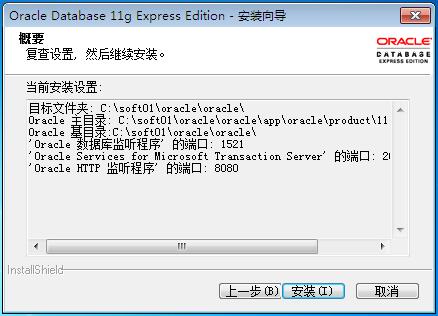 Oracle Database 11g Express Edition - 安装向导
概要
复查设置，然后继续安装。
ORACLE
DATABASE
EXPRESS EDITION
当前安装设置:
目标文件夹: C:\soft01\oracle\oracle\
Oracle 主目录: C:\soft01\oracle\oracle\app\oracle\product\11
Oracle 基目录:C:\soft01\oracle\oracle\
'Oracle 数据库监听程序' 的端口: 1521
'Oracle Services for Microsoft Transaction Server' 的端口: 20
'Oracle HTTP 监听程序' 的端口: 8080
InstallShield
上一步(B)
安装(I)
取消